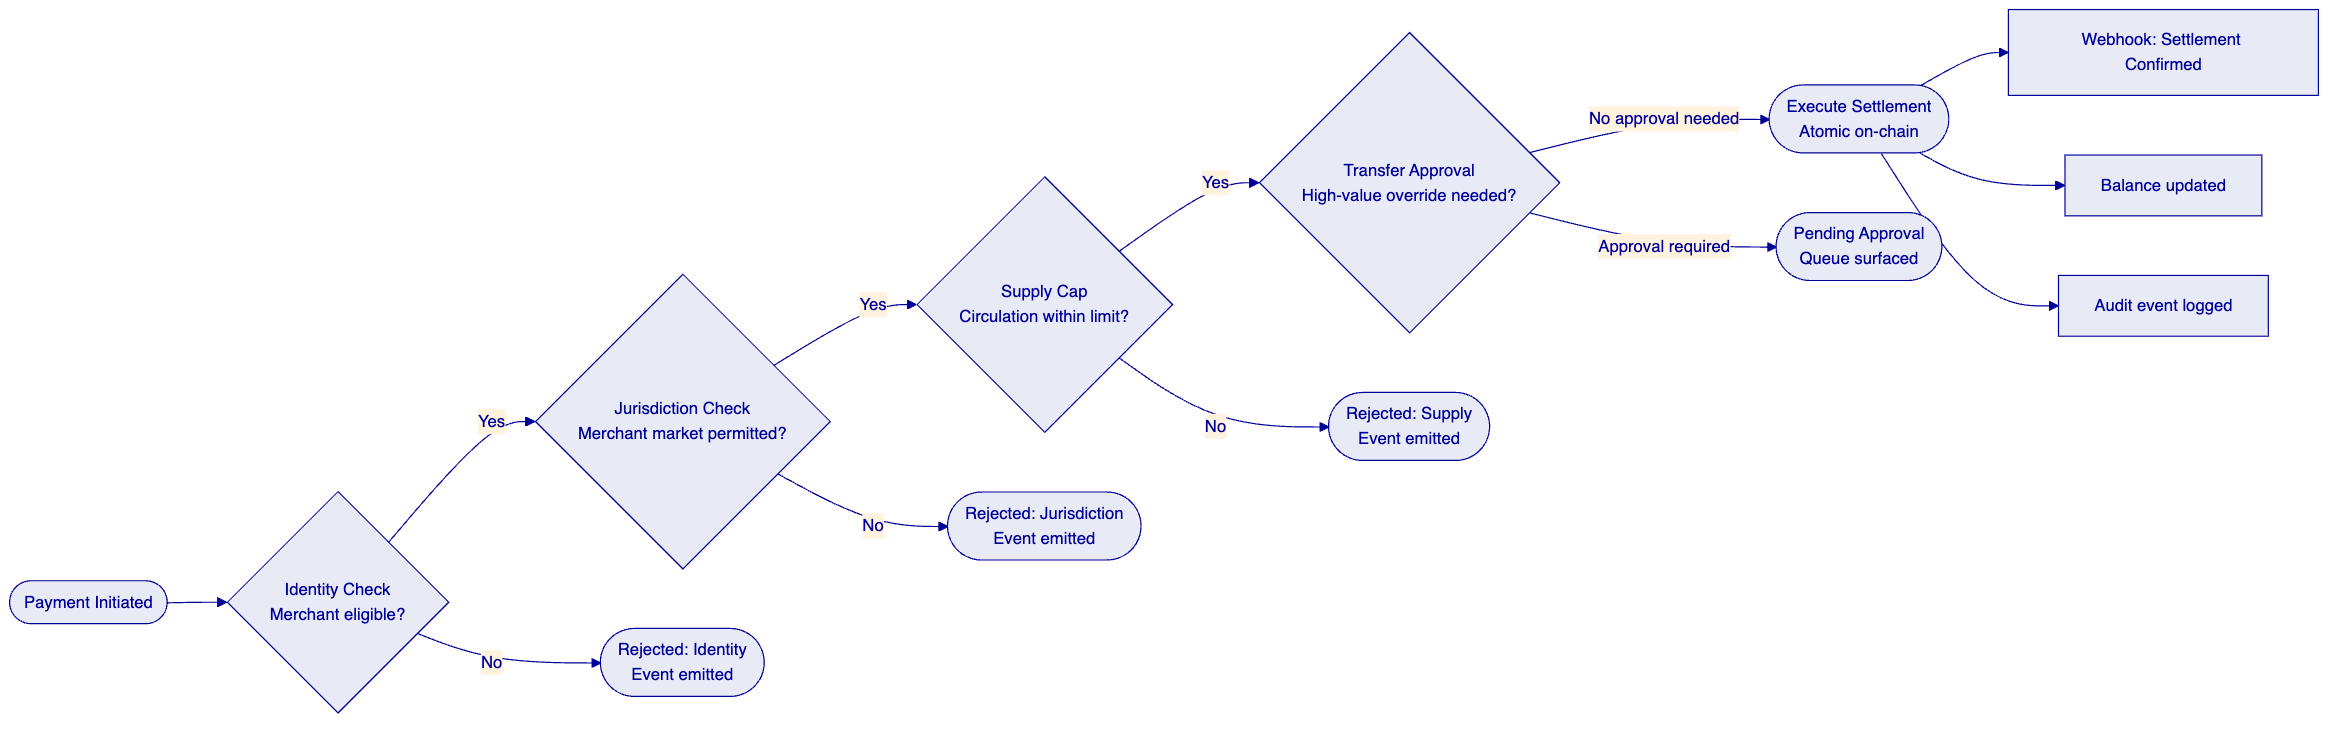 Payment Initiated
Identity Check
Merchant eligible?
Yes
No
Rejected: Identity
Event emitted
Jurisdiction Check
Merchant market permitted?
Yes
No
Rejected: Jurisdiction
Event emitted
Supply Cap
Circulation within limit?
Yes
No
Rejected: Supply
Event emitted
Transfer Approval
High-value override needed?
No approval needed
Approval required
Execute Settlement
Atomic on-chain
Pending Approval
Queue surfaced
Webhook: Settlement
Confirmed
Balance updated
Audit event logged